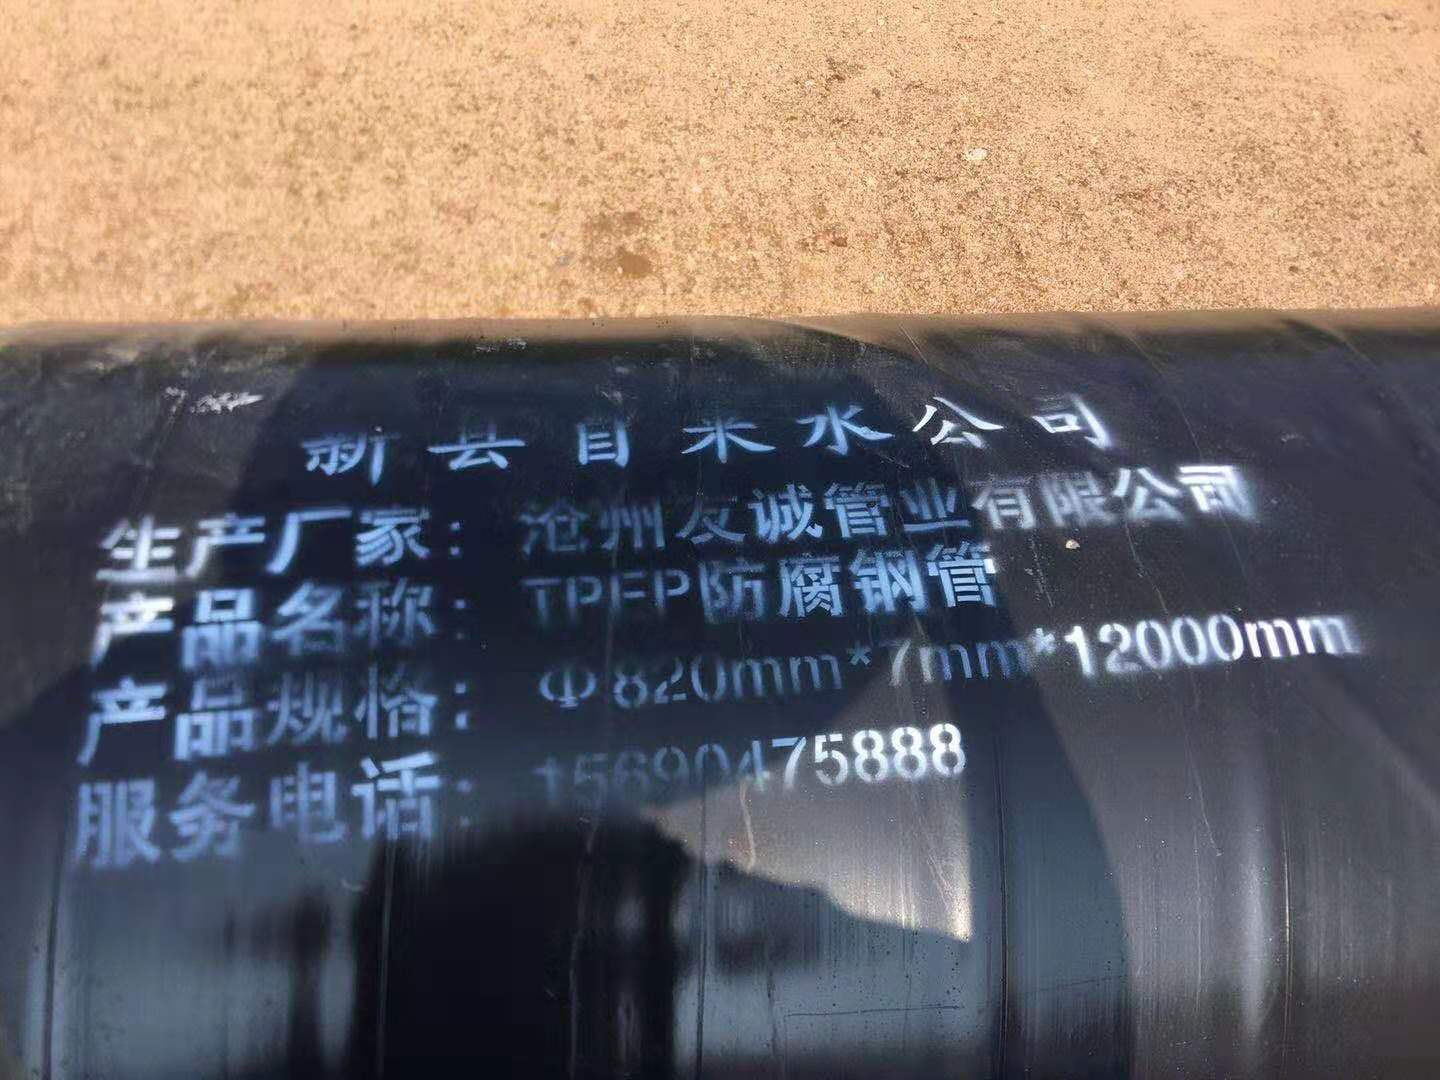 新县自来水公司
生产厂家：沧州友诚管业有限公司
产品名称：TPEP防腐钢管
产品规格：Φ820mm*7mm*12000mm
服务电话：15690475888